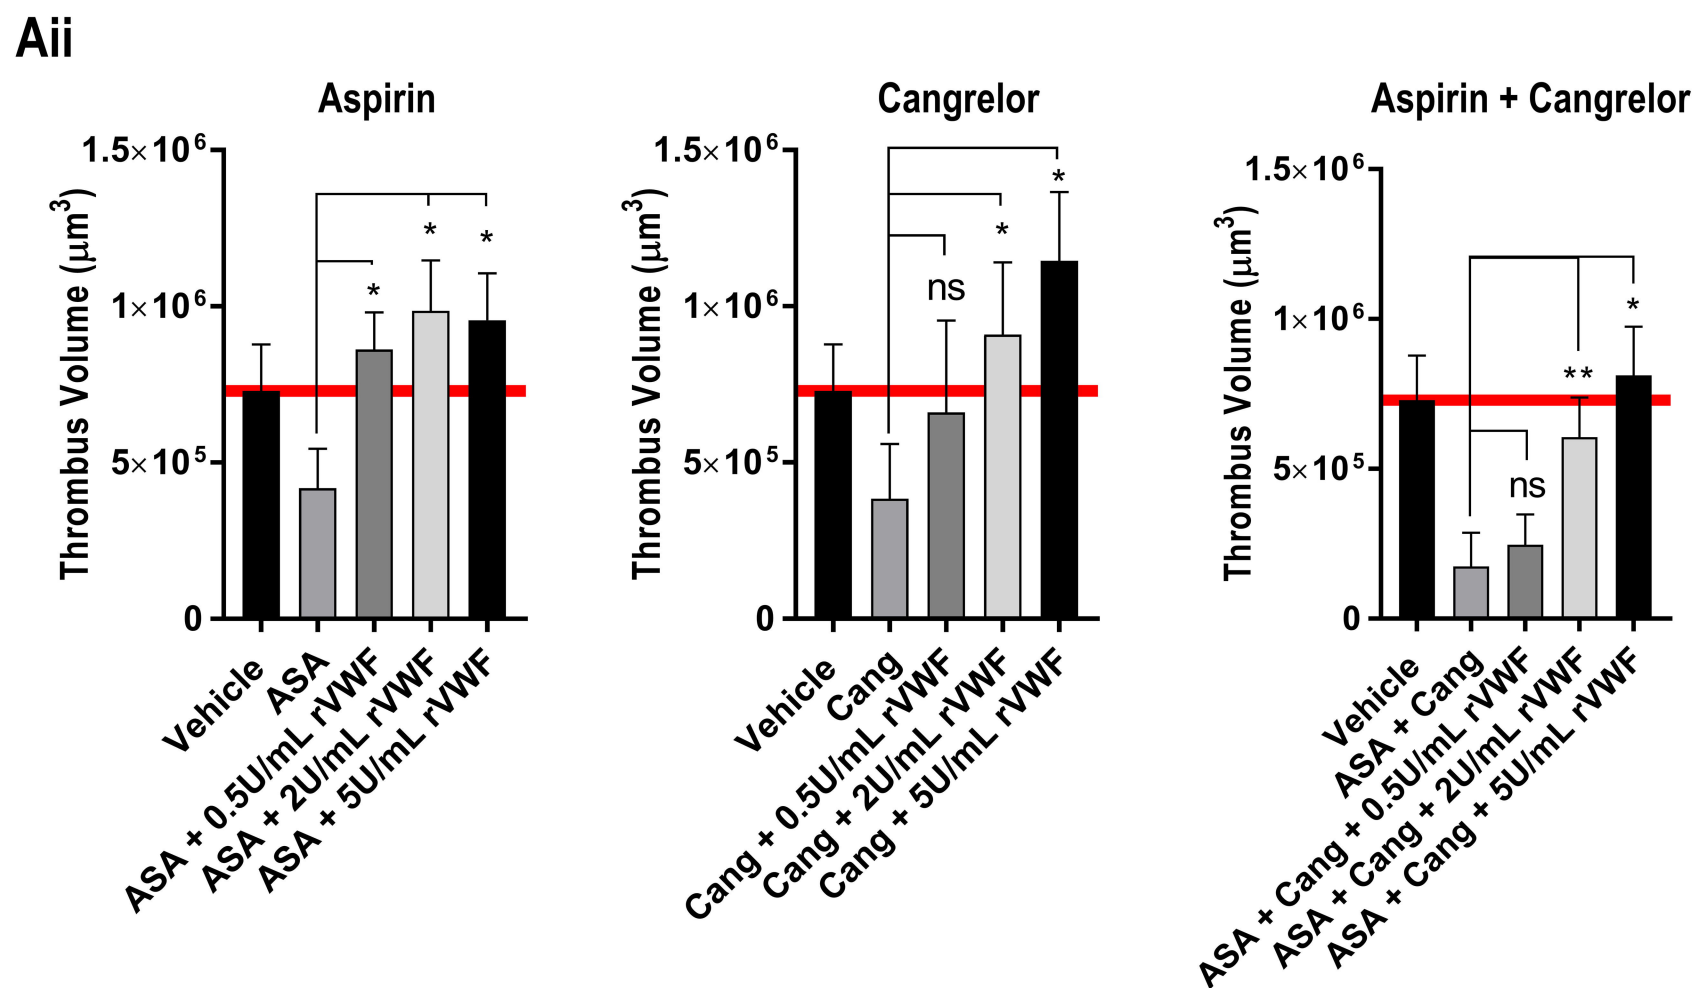 Aii
Aspirin
Thrombus Volume (μm³)
1.5×10⁶
1×10⁶
5×10⁵
0
*
*
*
Vehicle
ASA
ASA + 0.5U/mL rVWF
ASA + 2U/mL rVWF
ASA + 5U/mL rVWF
Cangrelor
Thrombus Volume (μm³)
1.5×10⁶
1×10⁶
5×10⁵
0
ns
*
*
Vehicle
Cang
Cang + 0.5U/mL rVWF
Cang + 2U/mL rVWF
Cang + 5U/mL rVWF
Aspirin + Cangrelor
Thrombus Volume (μm³)
1.5×10⁶
1×10⁶
5×10⁵
0
ns
**
*
Vehicle
ASA + Cang
ASA + Cang + 0.5U/mL rVWF
ASA + Cang + 2U/mL rVWF
ASA + Cang + 5U/mL rVWF